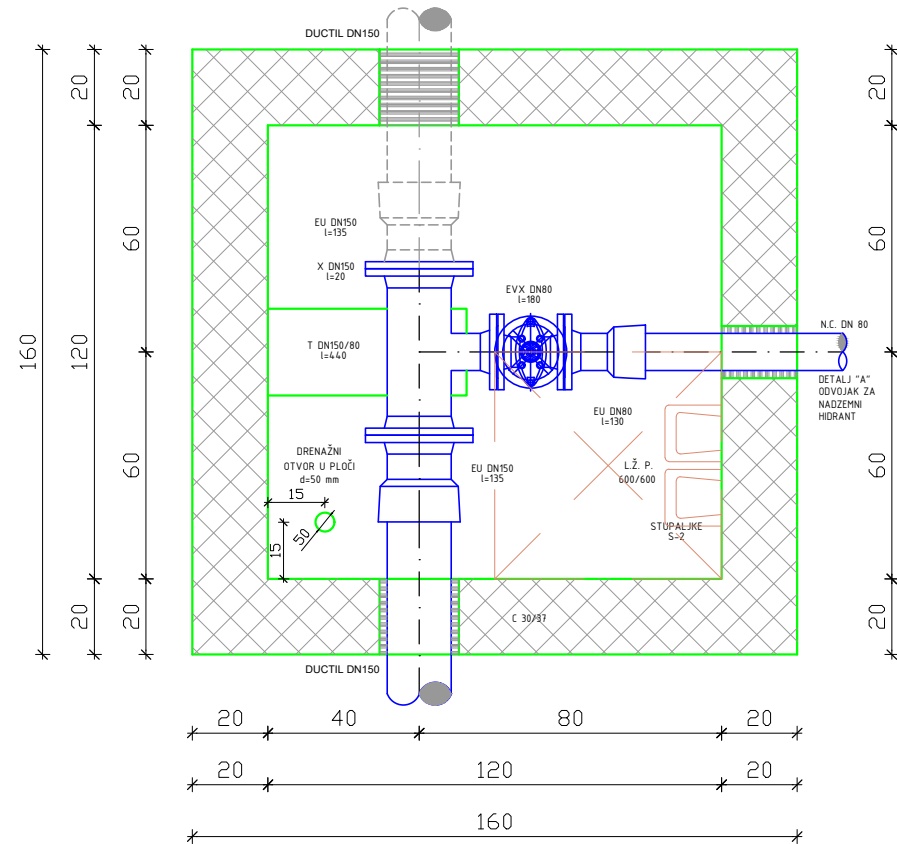 DUCTIL DN150
20
20
20
EU DN150
l=135
X DN150
l=20
EVX DN80
l=180
60
60
N.C. DN 80
T DN150/80
l=440
160
120
DETALJ "A"
ODVOJAK ZA
NADZEMNI
HIDRANT
EU DN80
l=130
DRENAŽNI
OTVOR U PLOČI
d=50 mm
EU DN150
l=135
L.Ž. P.
600/600
60
60
15
50
15
STUPALJKE
S-2
20
20
20
C 30/37
DUCTIL DN150
20
40
80
20
20
120
20
160